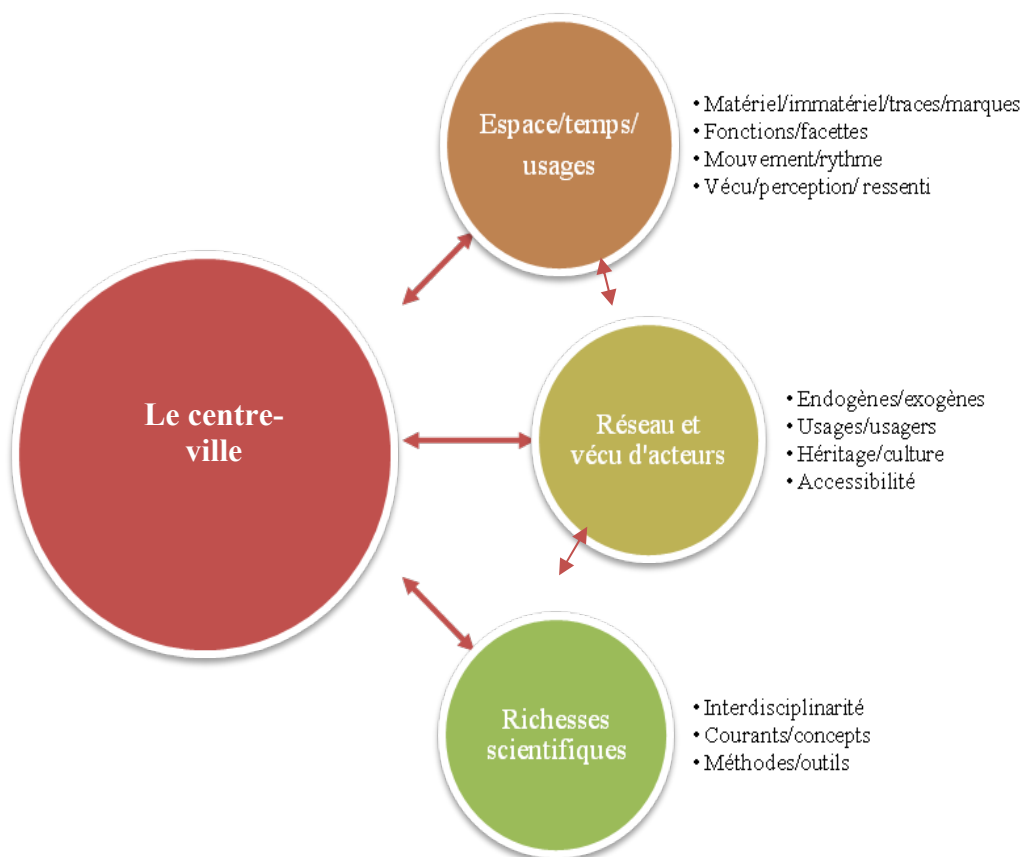 Espace/temps/
usages
• Matériel/immatériel/traces/marques
• Fonctions/facettes
• Mouvement/rythme
• Vécu/perception/ ressenti
Le centre-
ville
Réseau et
vécu d'acteurs
• Endogènes/exogènes
• Usages/usagers
• Héritage/culture
• Accessibilité
Richesses
scientifiques
• Interdisciplinarité
• Courants/concepts
• Méthodes/outils